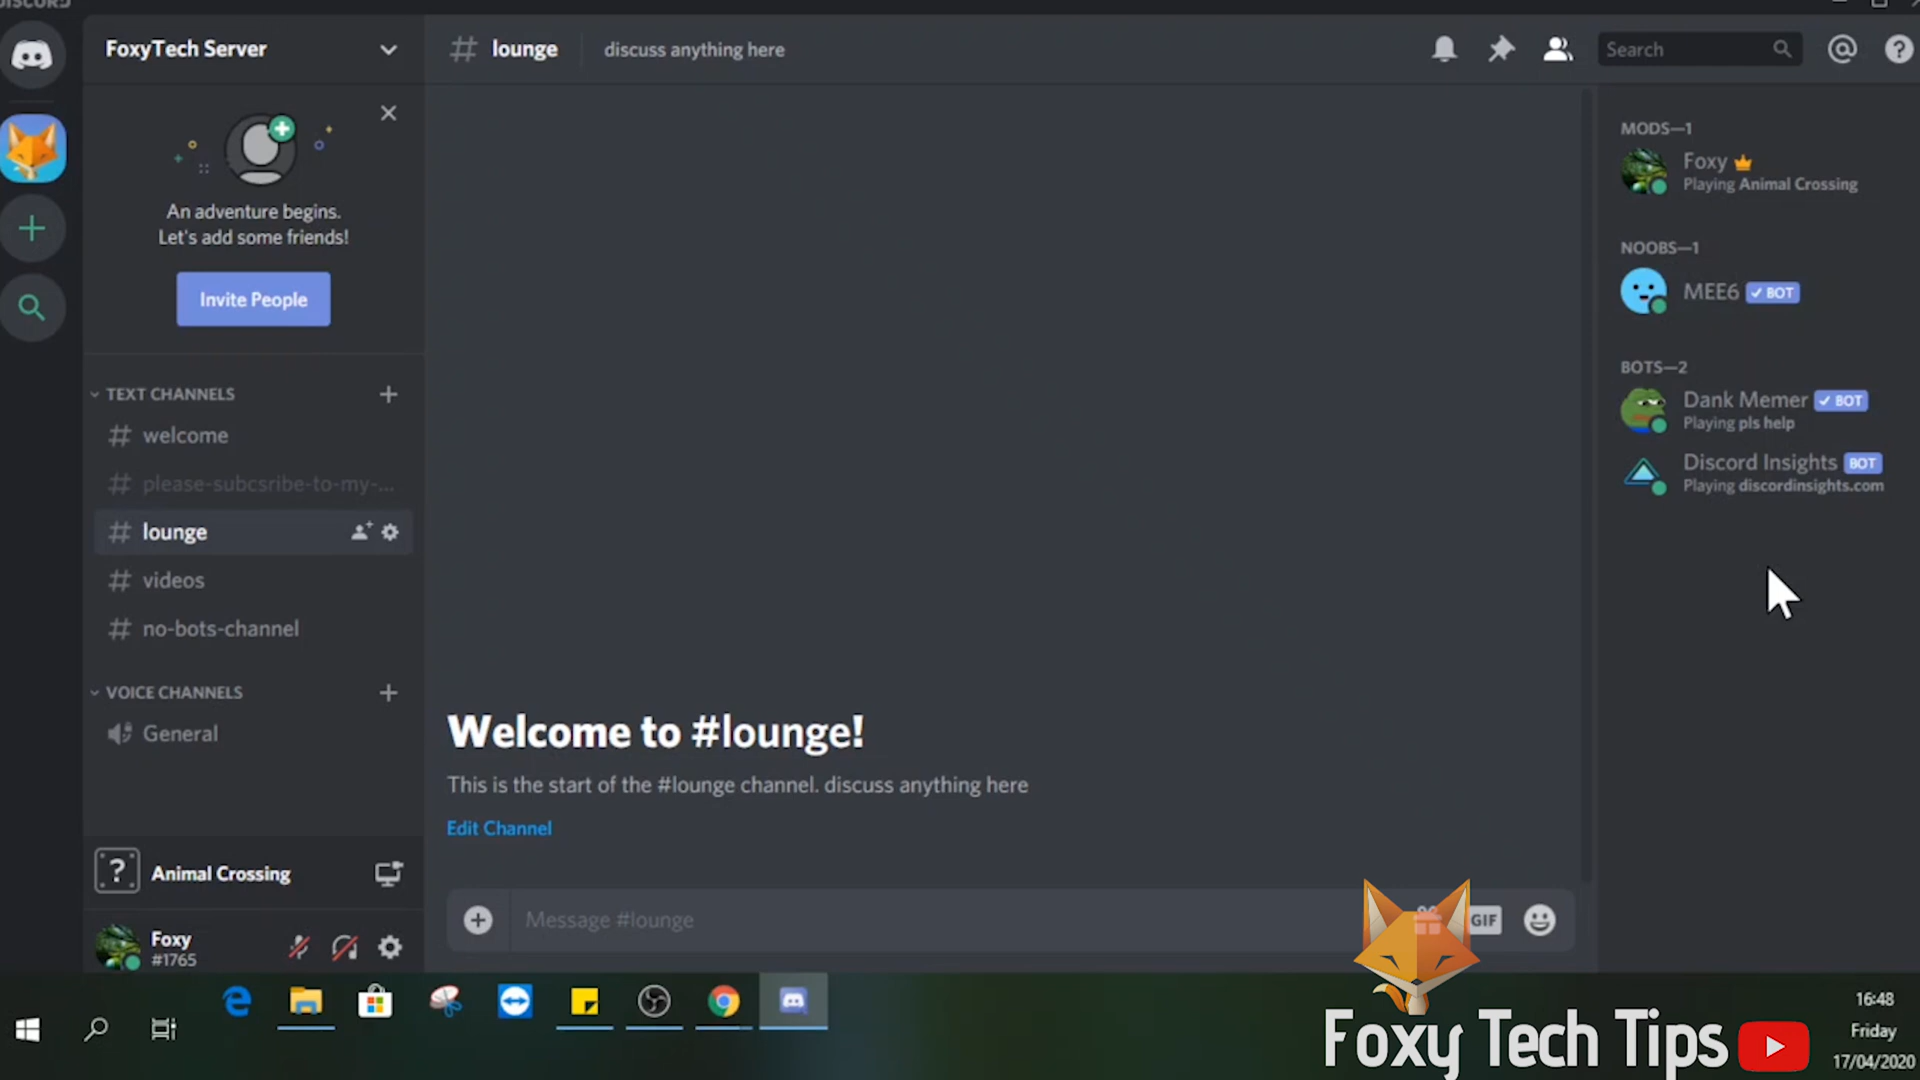 FoxyTech Server
# lounge
discuss anything here
Search
An adventure begins.
Let's add some friends!
Invite People
TEXT CHANNELS
# welcome
# please-subcsribe-to-my-...
# lounge
# videos
# no-bots-channel
VOICE CHANNELS
General
Animal Crossing
Foxy
#1765
Welcome to #lounge!
This is the start of the #lounge channel. discuss anything here
Edit Channel
Message #lounge
GIF
MODS—1
Foxy
Playing Animal Crossing
NOOBS—1
MEE6 BOT
BOTS—2
Dank Memer BOT
Playing pls help
Discord Insights BOT
Playing discordinsights.com
Foxy Tech Tips
16:48
Friday
17/04/2020